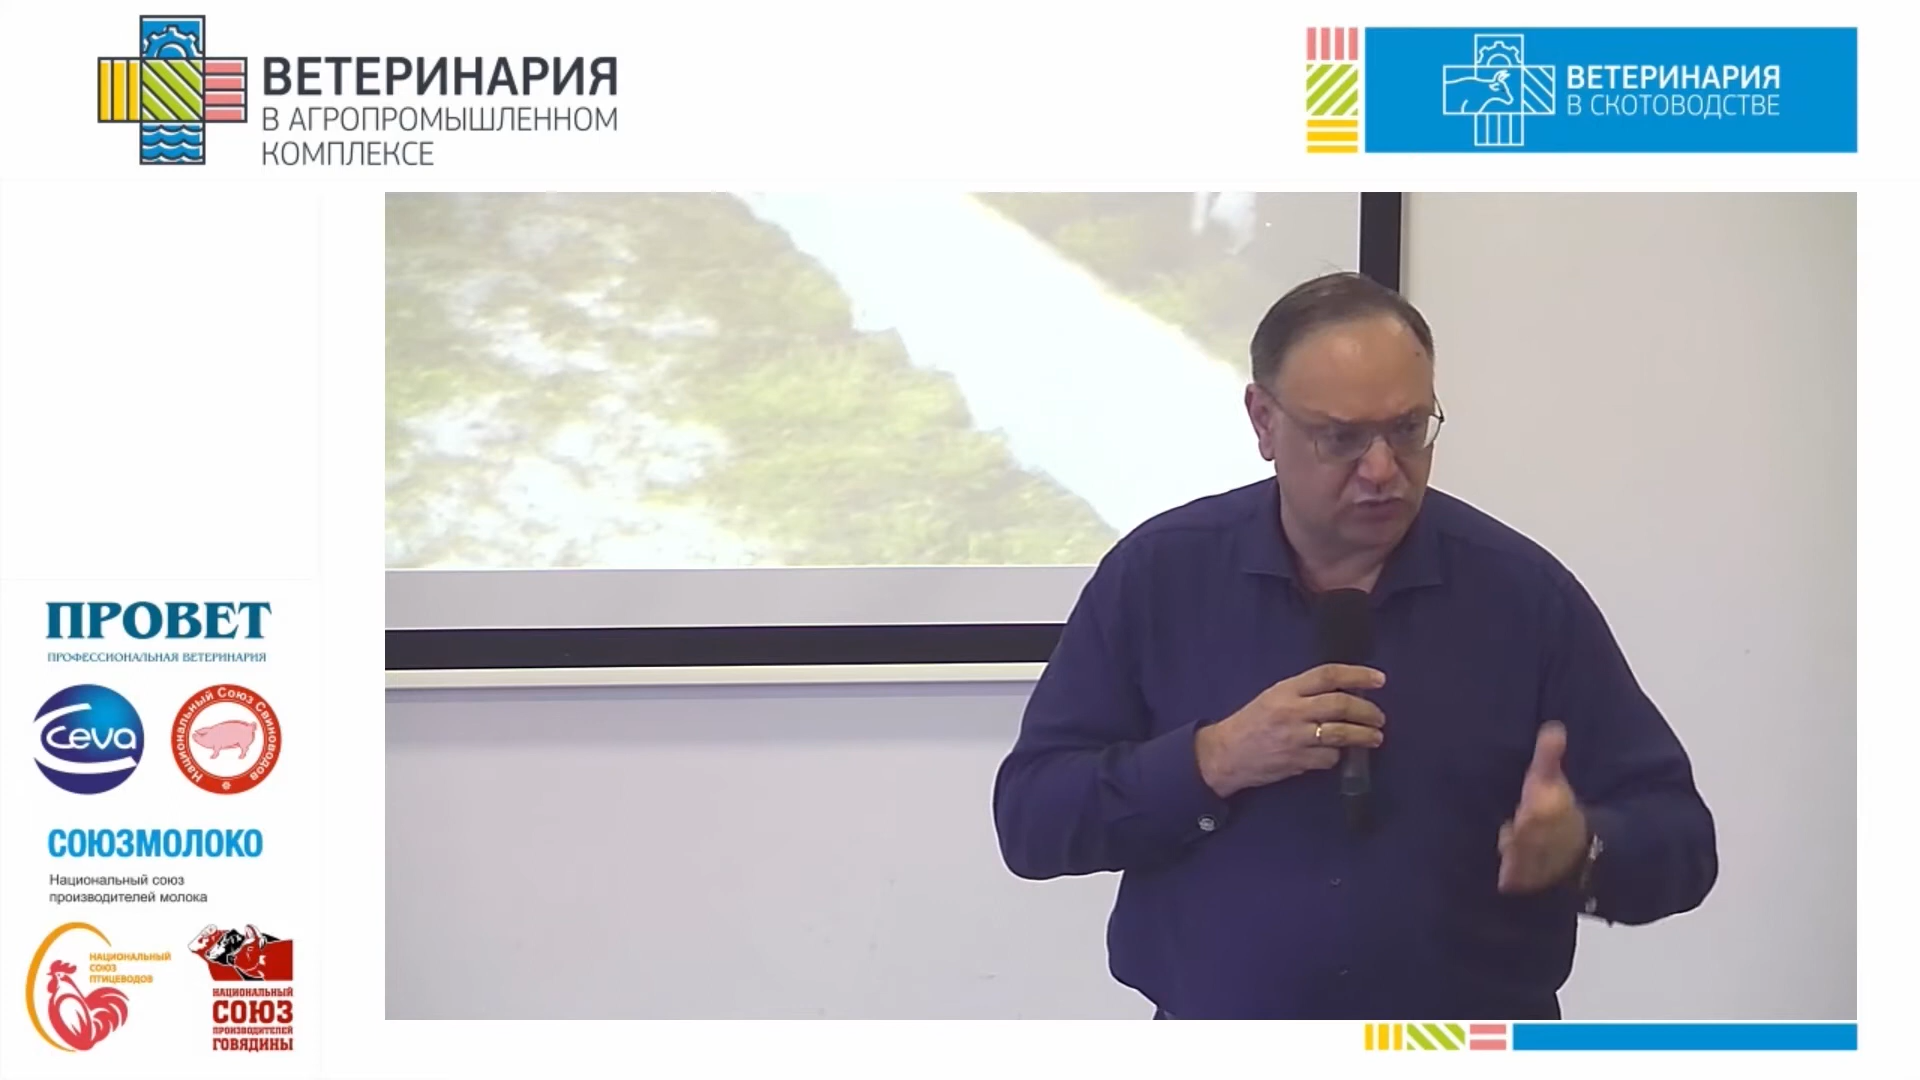 ВЕТЕРИНАРИЯ
В АГРОПРОМЫШЛЕННОМ
КОМПЛЕКСЕ
ВЕТЕРИНАРИЯ
В СКОТОВОДСТВЕ
ПРОВЕТ
ПРОФЕССИОНАЛЬНАЯ ВЕТЕРИНАРИЯ
ceva
Национальный Союз Свиноводов
СОЮЗМОЛОКО
Национальный союз
производителей молока
НАЦИОНАЛЬНЫЙ
СОЮЗ
ПТИЦЕВОДОВ
НАЦИОНАЛЬНЫЙ
СОЮЗ
ПРОИЗВОДИТЕЛЕЙ
ГОВЯДИНЫ